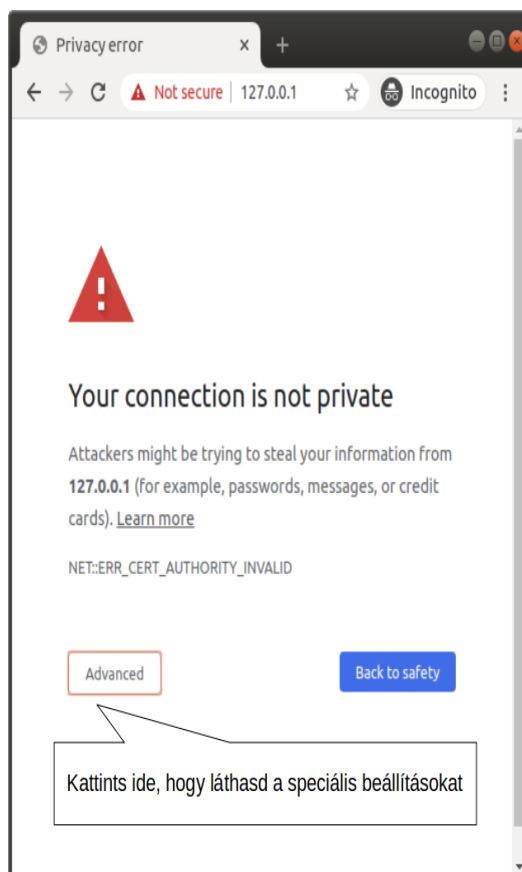 Privacy error
Not secure 127.0.0.1 Incognito
Your connection is not private
Attackers might be trying to steal your information from
127.0.0.1 (for example, passwords, messages, or credit
cards). Learn more
NET::ERR_CERT_AUTHORITY_INVALID
Advanced Back to safety
Kattints ide, hogy láthasd a speciális beállításokat